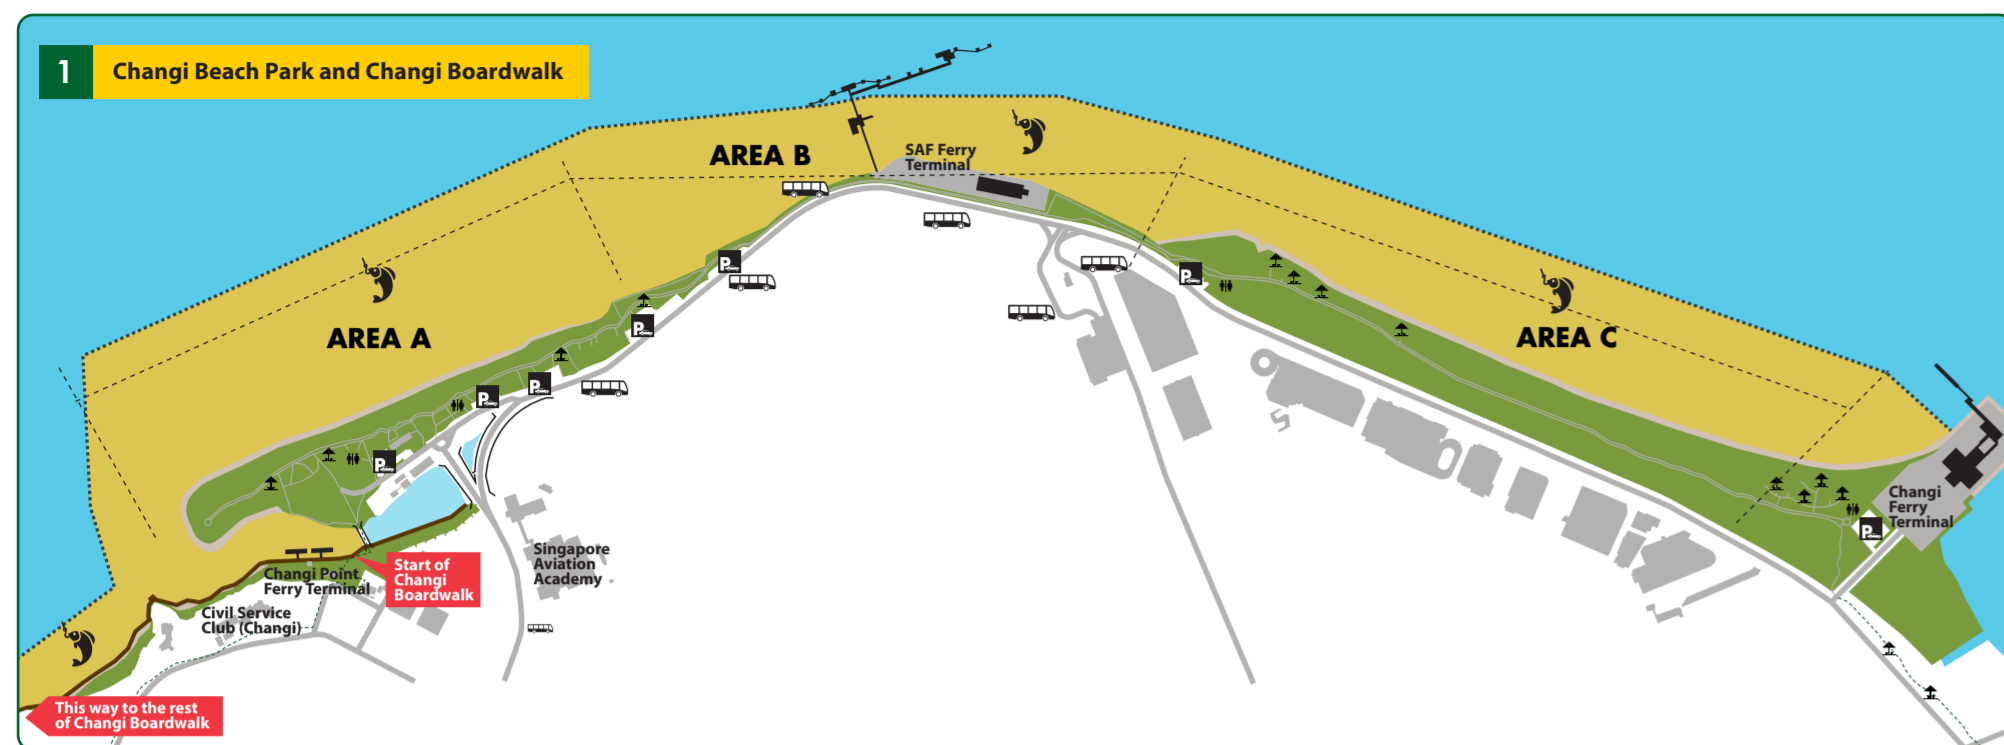 1
Changi Beach Park and Changi Boardwalk
AREA B
SAF Ferry
Terminal
AREA A
AREA C
P
P
P
P
P
P
P
Changi
Ferry
Terminal
Singapore
Aviation
Academy
Start of
Changi
Boardwalk
Changi Point
Ferry Terminal
Civil Service
Club (Changi)
This way to the rest
of Changi Boardwalk